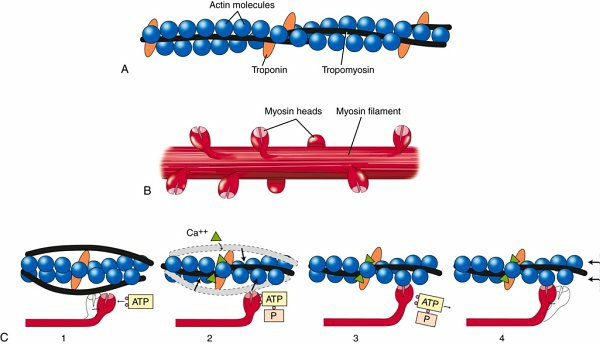 Actin molecules
Troponin
Tropomyosin
A
Myosin heads
Myosin filament
B
Ca++
ATP
ATP
P
ATP
P
C
1
2
3
4